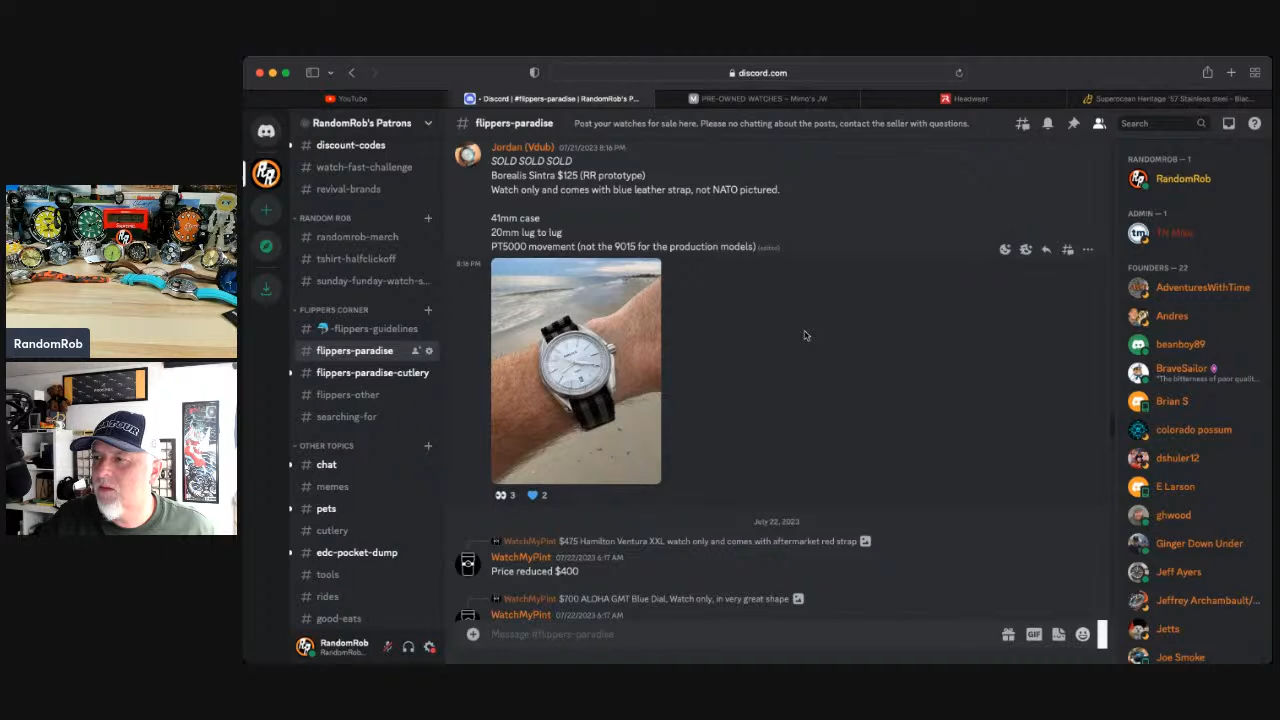 discord.com
YouTube
• Discord | #flippers-paradise | RandomRob's P...
PRE-OWNED WATCHES – Mimo's JW
Headwear
Superocean Heritage '57 Stainless steel - Blac...
RandomRob's Patrons
# flippers-paradise
Post your watches for sale here. Please no chatting about the posts, contact the seller with questions.
Search
# discount-codes
# watch-fast-challenge
# revival-brands
RANDOM ROB
# randomrob-merch
# tshirt-halfclickoff
# sunday-funday-watch-s...
FLIPPERS CORNER
# -flippers-guidelines
# flippers-paradise
# flippers-paradise-cutlery
# flippers-other
# searching-for
OTHER TOPICS
# chat
# memes
# pets
# cutlery
# edc-pocket-dump
# tools
# rides
# good-eats
RandomRob
RandomRob...
Jordan (Vdub) 07/21/2023 8:16 PM
SOLD SOLD SOLD
Borealis Sintra $125 (RR prototype)
Watch only and comes with blue leather strap, not NATO pictured.
41mm case
20mm lug to lug
PT5000 movement (not the 9015 for the production models) (edited)
8:16 PM
3
2
July 22, 2023
WatchMyPint $475 Hamilton Ventura XXL watch only and comes with aftermarket red strap
WatchMyPint 07/22/2023 6:17 AM
Price reduced $400
WatchMyPint $700 ALOHA GMT Blue Dial, Watch only, in very great shape
WatchMyPint 07/22/2023 6:17 AM
Message #flippers-paradise
GIF
RANDOMROB — 1
RandomRob
ADMIN — 1
TN Mike
FOUNDERS — 22
AdventuresWithTime
Andres
beanboy89
BraveSailor
"The bitterness of poor qualit...
Brian S
colorado possum
dshuler12
E Larson
ghwood
Ginger Down Under
Jeff Ayers
Jeffrey Archambault/...
Jetts
Joe Smoke
RandomRob